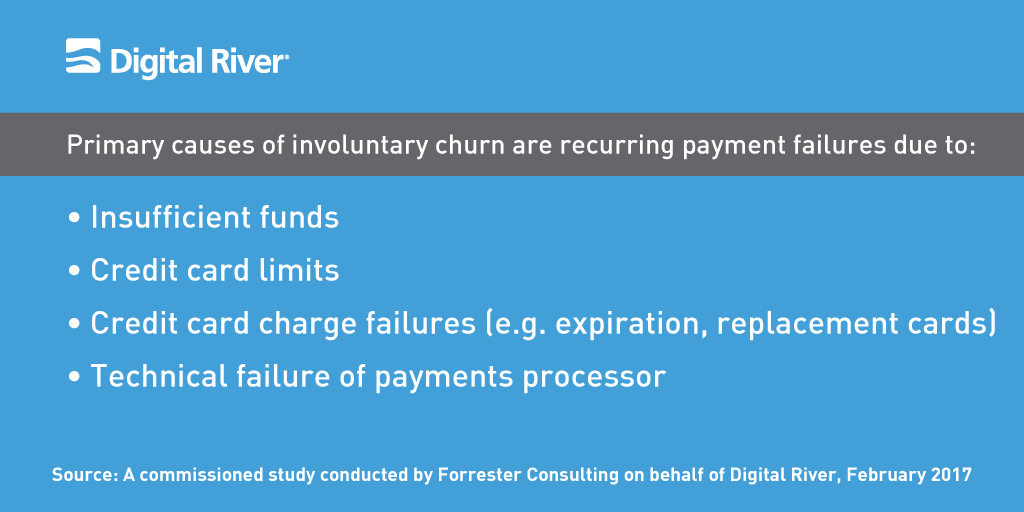 Digital River®
Primary causes of involuntary churn are recurring payment failures due to:
• Insufficient funds
• Credit card limits
• Credit card charge failures (e.g. expiration, replacement cards)
• Technical failure of payments processor
Source: A commissioned study conducted by Forrester Consulting on behalf of Digital River, February 2017